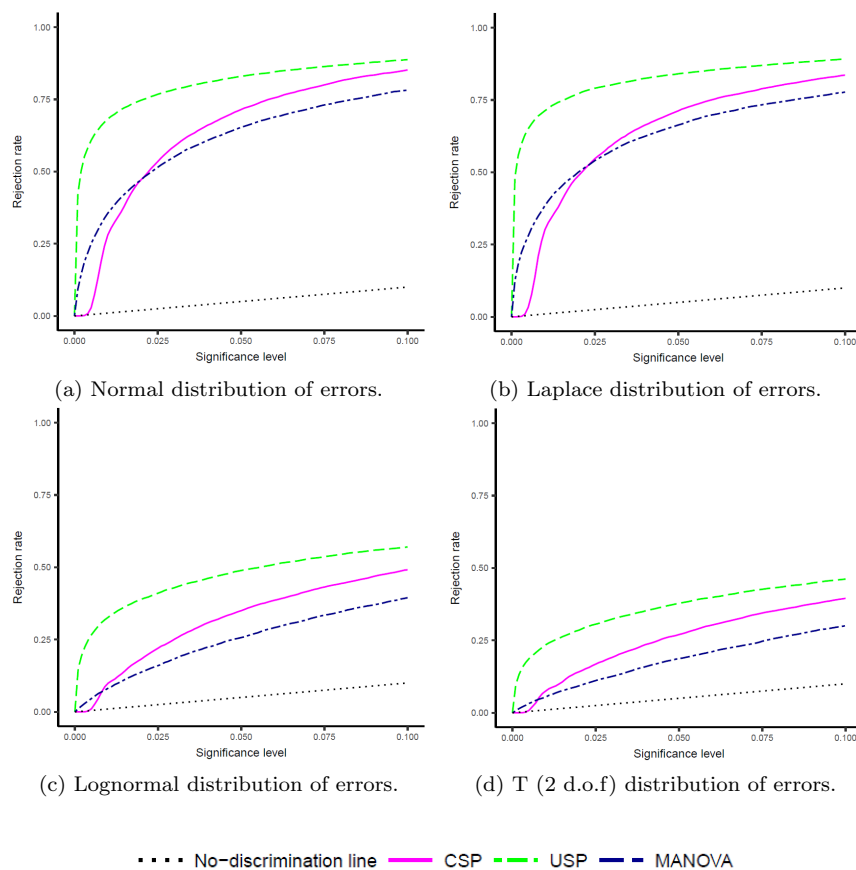 1.00
1.00
0.75
0.75
Rejection rate
0.50
Rejection rate
0.50
0.25
0.25
0.00
0.00
0.000 0.025 0.050 0.075 0.100
0.000 0.025 0.050 0.075 0.100
Significance level
Significance level
(a) Normal distribution of errors.
(b) Laplace distribution of errors.
1.00
1.00
0.75
0.75
Rejection rate
0.50
Rejection rate
0.50
0.25
0.25
0.00
0.00
0.000 0.025 0.050 0.075 0.100
0.000 0.025 0.050 0.075 0.100
Significance level
Significance level
(c) Lognormal distribution of errors.
(d) T (2 d.o.f) distribution of errors.
No-discrimination line CSP USP MANOVA